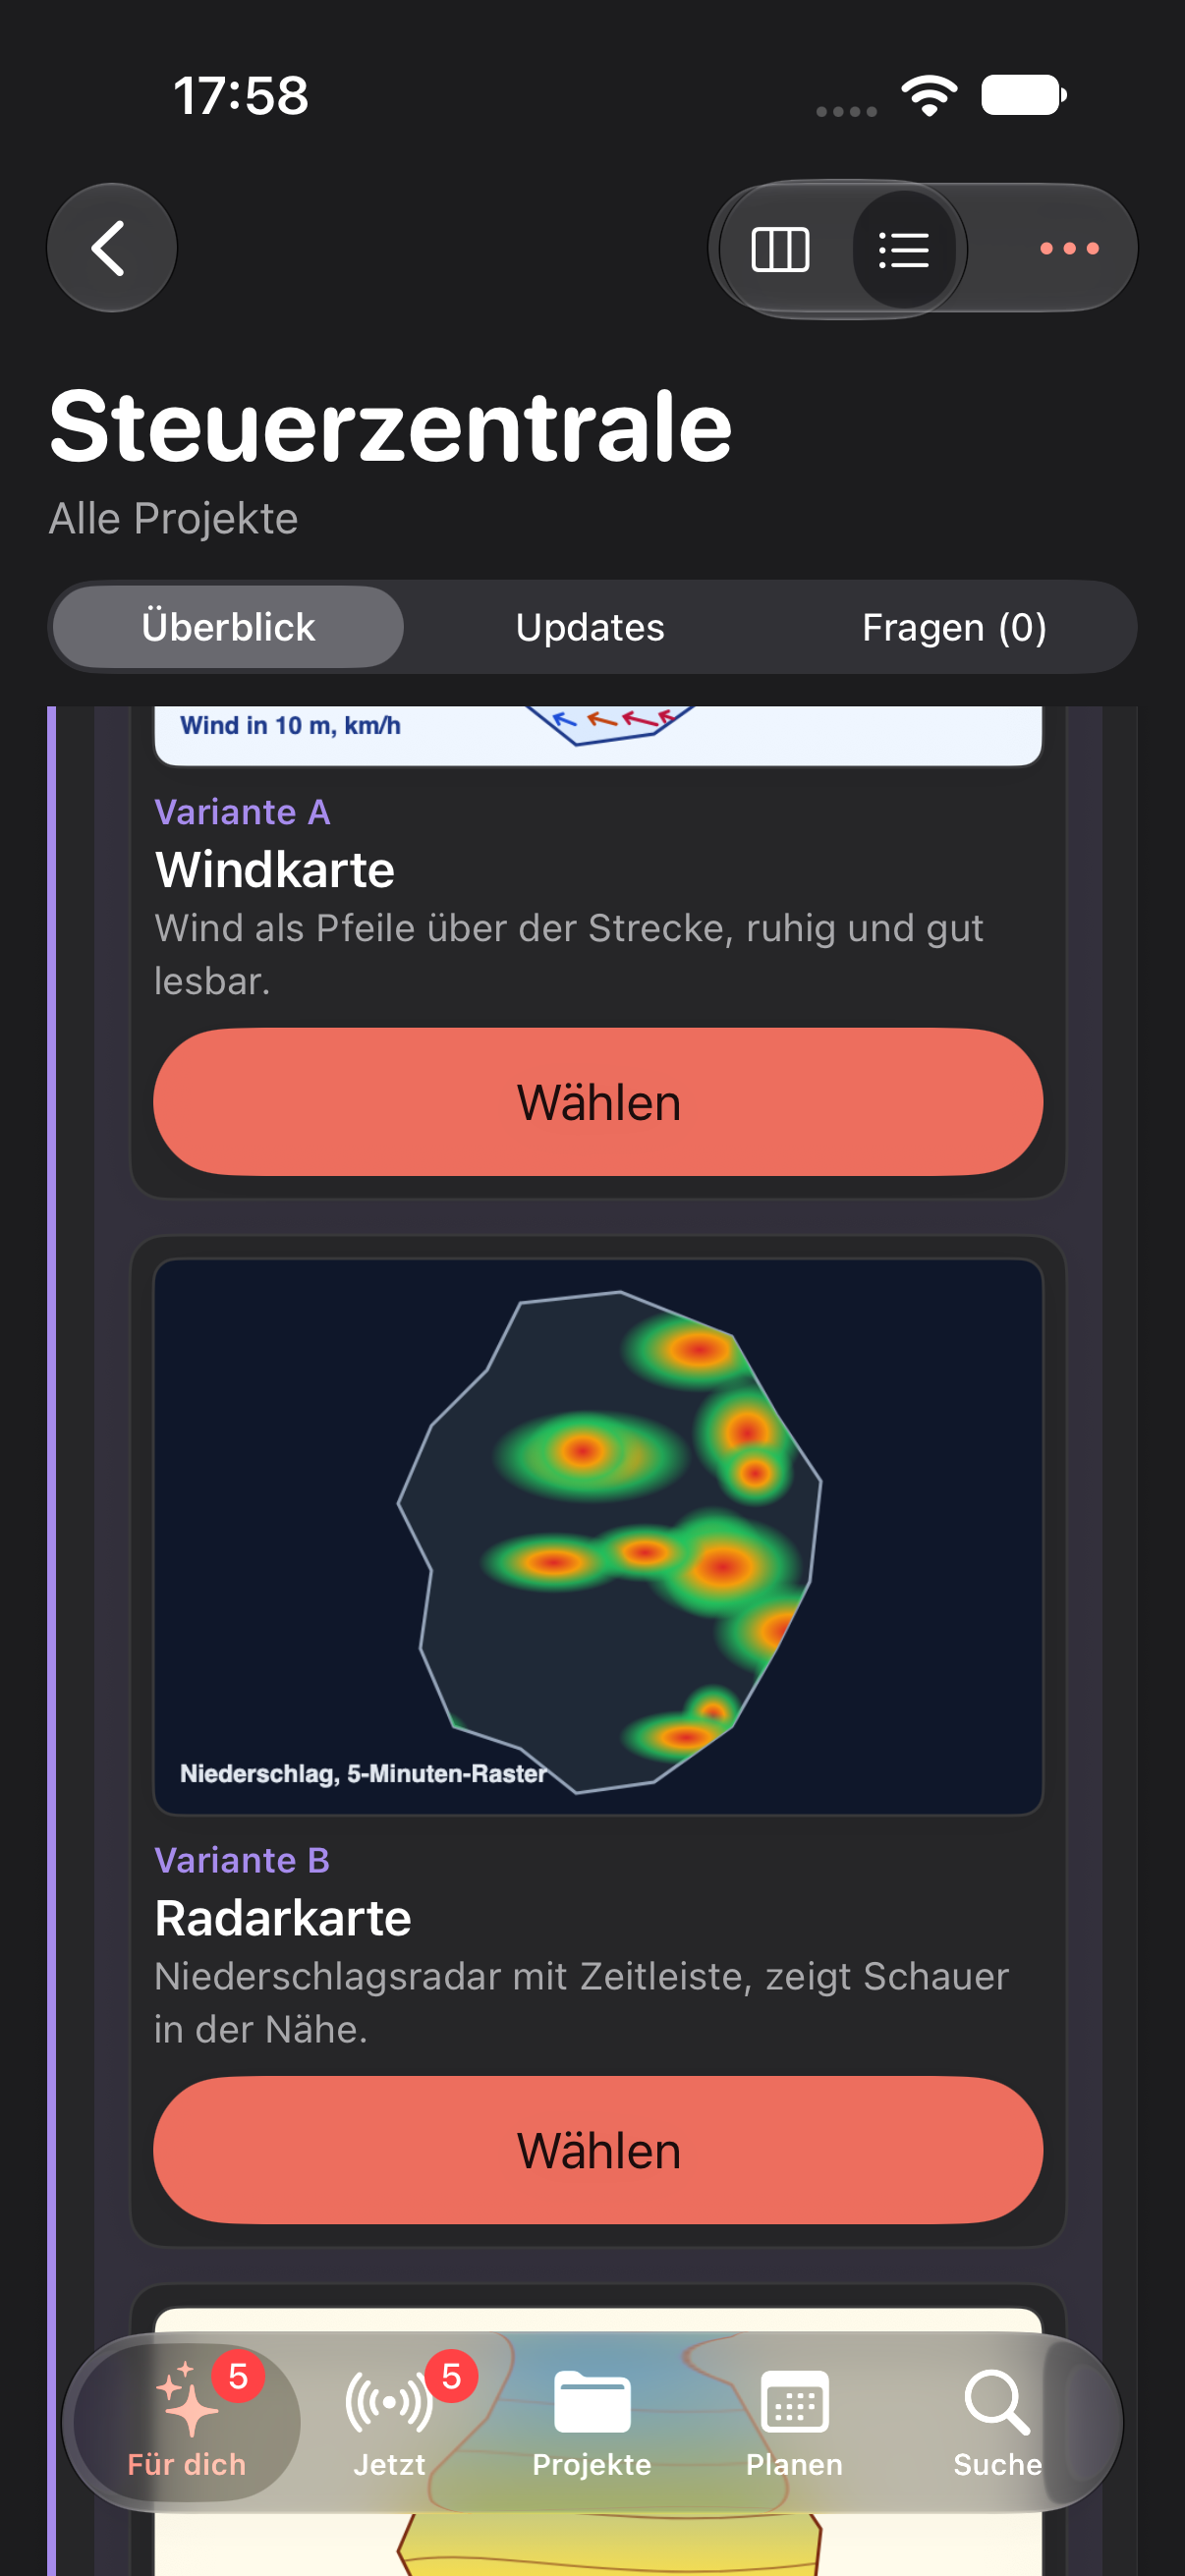 17:58
Steuerzentrale
Alle Projekte
Überblick
Updates
Fragen (0)
Wind in 10 m, km/h
Variante A
Windkarte
Wind als Pfeile über der Strecke, ruhig und gut
lesbar.
Wählen
Niederschlag, 5-Minuten-Raster
Variante B
Radarkarte
Niederschlagsradar mit Zeitleiste, zeigt Schauer
in der Nähe.
Wählen
5
5
Für dich
Jetzt
Projekte
Planen
Suche